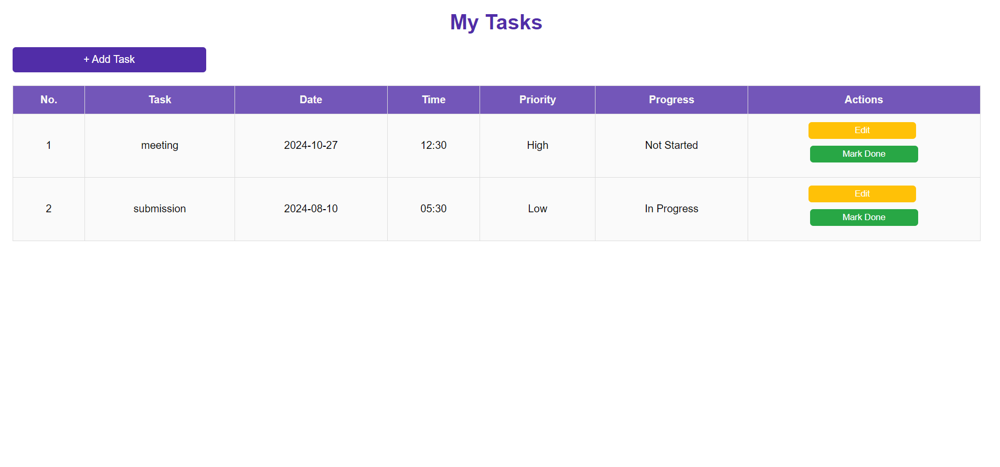 My Tasks
+ Add Task
No. Task Date Time Priority Progress Actions
1 meeting 2024-10-27 12:30 High Not Started Edit
Mark Done
2 submission 2024-08-10 05:30 Low In Progress Edit
Mark Done